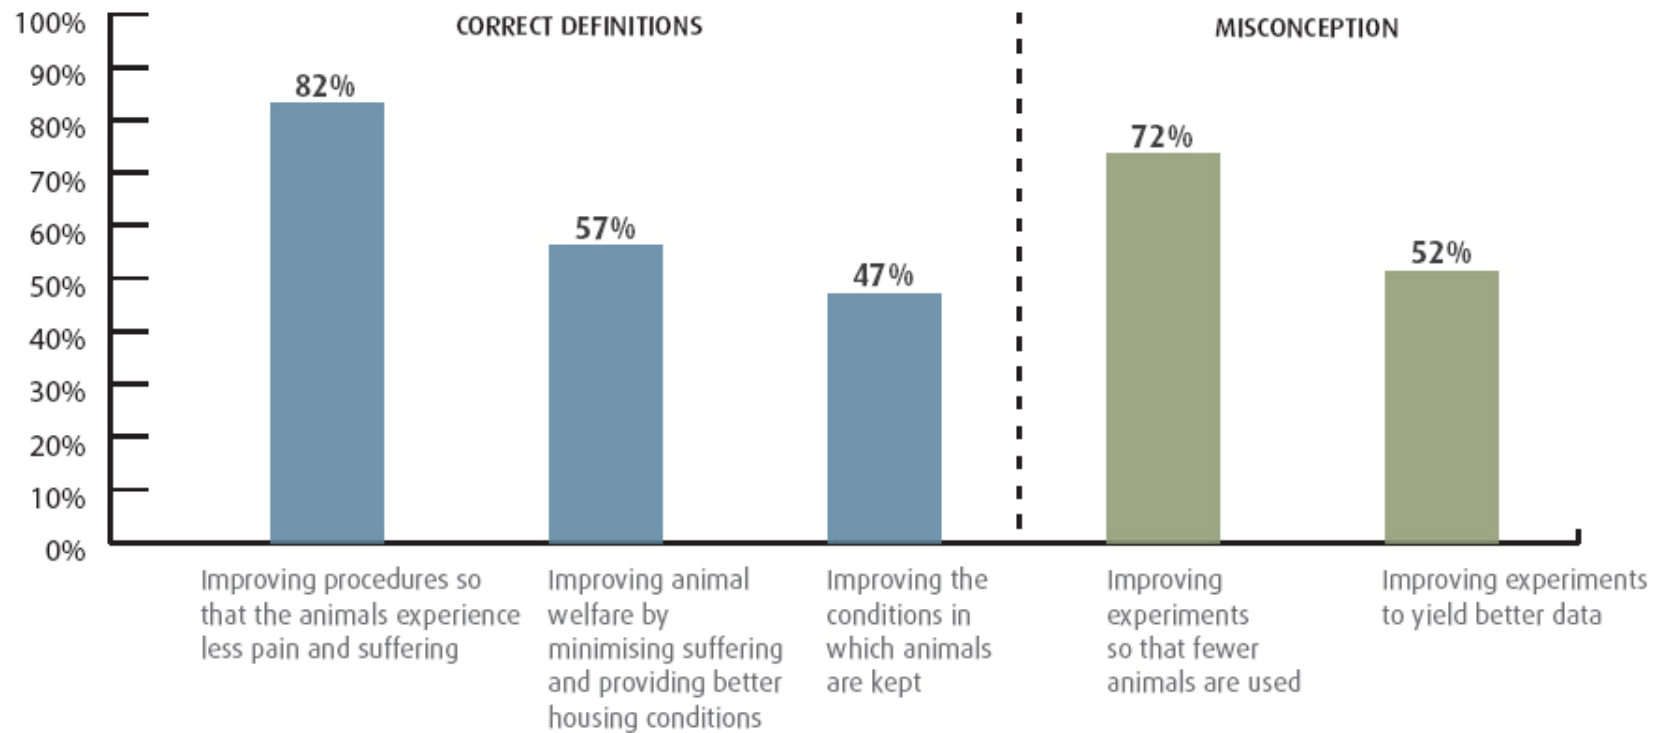 CORRECT DEFINITIONS
MISCONCEPTION
100%
90%
80%
70%
60%
50%
40%
30%
20%
10%
0%
82%
57%
47%
72%
52%
Improving procedures so
that the animals experience
less pain and suffering
Improving animal
welfare by
minimising suffering
and providing better
housing conditions
Improving the
conditions in
which animals
are kept
Improving
experiments
so that fewer
animals are used
Improving experiments
to yield better data